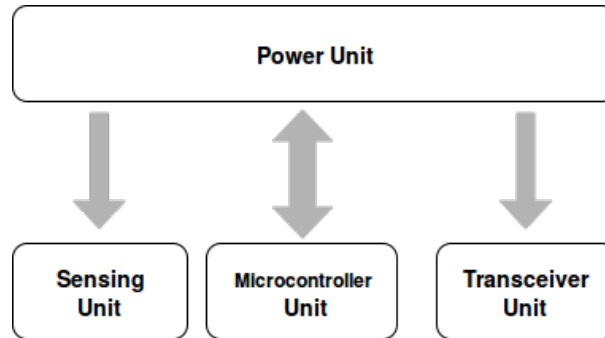 Power Unit
Sensing
Unit
Microcontroller
Unit
Transceiver
Unit